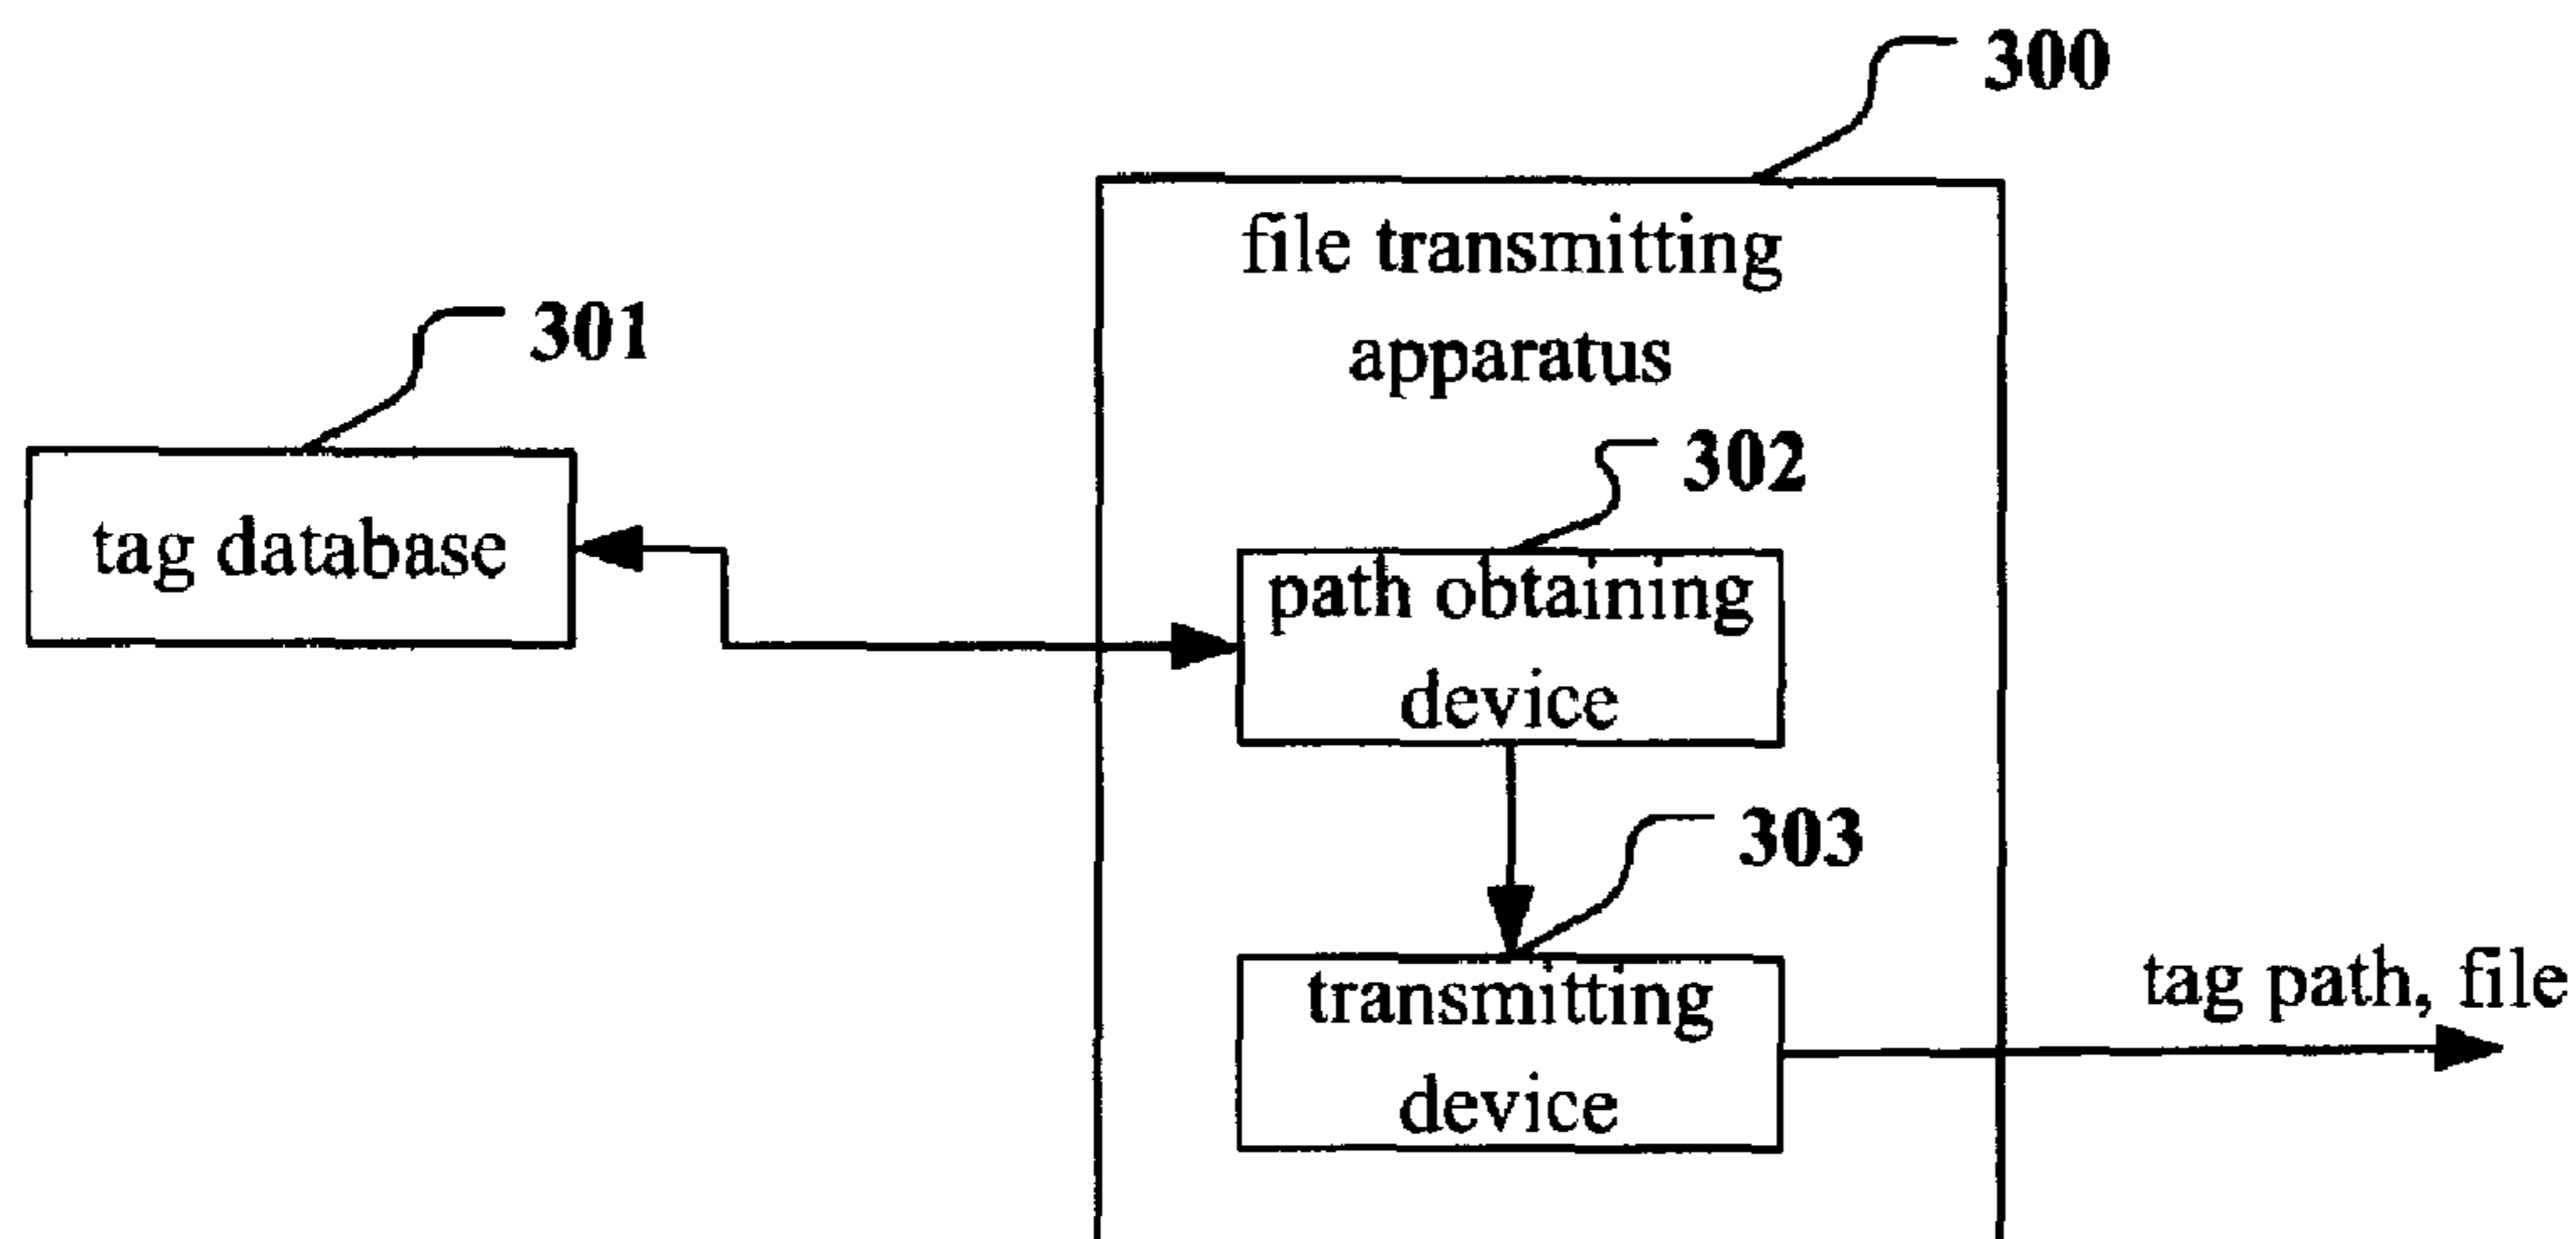 300
file transmitting
apparatus
301
tag database
302
path obtaining
device
303
transmitting
device
tag path, file